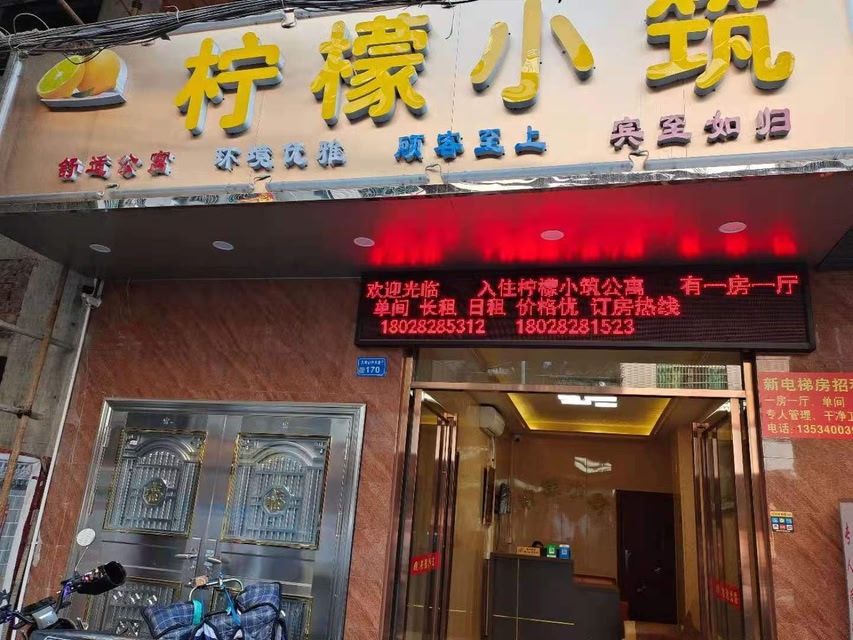 柠檬小筑
舒适公寓 环境优雅 顾客至上 宾至如归
欢迎光临 入住柠檬小筑公寓 有一房一厅
单间 长租 日租 价格优 订房热线
18028285312 18028281523
170
新电梯房招租
一房一厅、单间
专人管理、干净卫
电话:13534003